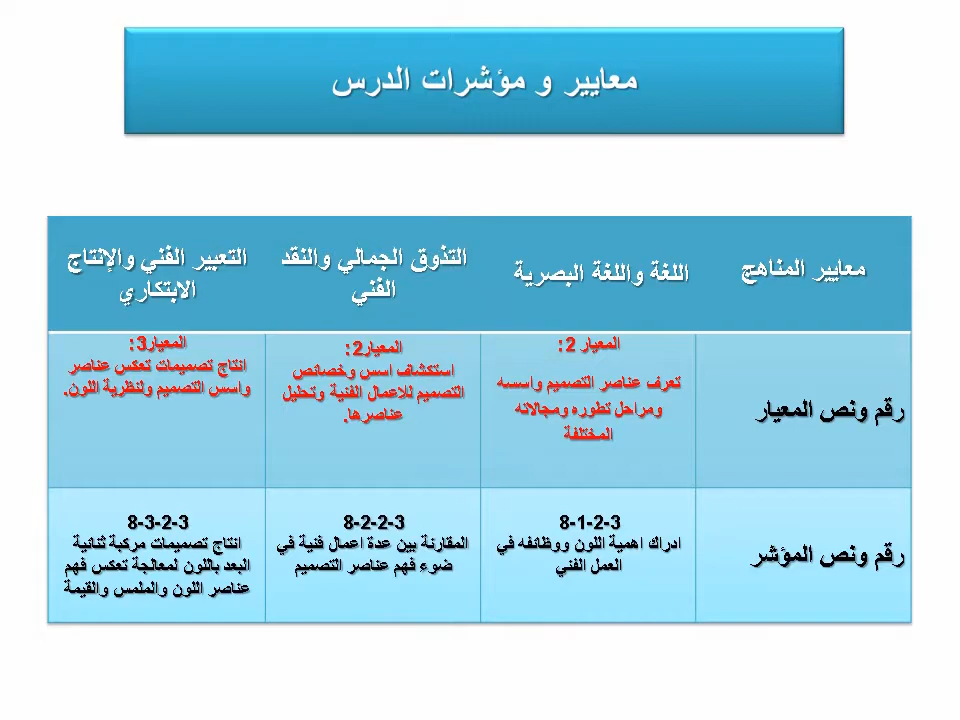 معايير و مؤشرات الدرس
معايير المناهج
اللغة واللغة البصرية
التذوق الجمالي والنقد
الفني
التعبير الفني والإنتاج
الابتكاري
رقم ونص المعيار
المعيار 2:
تعرف عناصر التصميم واسسه
ومراحل تطوره ومجالاته
المختلفة
المعيار2:
استكشاف اسس وخصائص
التصميم للاعمال الفنية وتحليل
عناصرها.
المعيار3:
انتاج تصميمات تعكس عناصر
واسس التصميم ولنظرية اللون.
رقم ونص المؤشر
8-1-2-3
ادراك اهمية اللون ووظائفه في
العمل الفني
8-2-2-3
المقارنة بين عدة اعمال فنية في
ضوء فهم عناصر التصميم
8-3-2-3
انتاج تصميمات مركبة ثنائية
البعد باللون لمعالجة تعكس فهم
عناصر اللون والملمس والقيمة